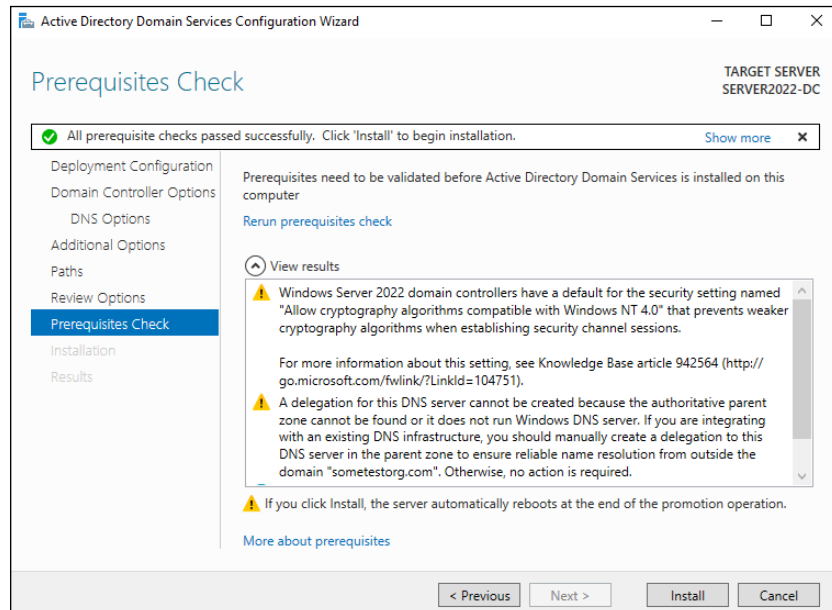 Active Directory Domain Services Configuration Wizard
Prerequisites Check
TARGET SERVER
SERVER2022-DC
All prerequisite checks passed successfully. Click 'Install' to begin installation.
Show more
Deployment Configuration
Domain Controller Options
DNS Options
Additional Options
Paths
Review Options
Prerequisites Check
Installation
Results
Prerequisites need to be validated before Active Directory Domain Services is installed on this
computer
Rerun prerequisites check
View results
Windows Server 2022 domain controllers have a default for the security setting named
"Allow cryptography algorithms compatible with Windows NT 4.0" that prevents weaker
cryptography algorithms when establishing security channel sessions.
For more information about this setting, see Knowledge Base article 942564 (http://
go.microsoft.com/fwlink/?LinkId=104751).
A delegation for this DNS server cannot be created because the authoritative parent
zone cannot be found or it does not run Windows DNS server. If you are integrating
with an existing DNS infrastructure, you should manually create a delegation to this
DNS server in the parent zone to ensure reliable name resolution from outside the
domain "sometestorg.com". Otherwise, no action is required.
If you click Install, the server automatically reboots at the end of the promotion operation.
More about prerequisites
< Previous
Next >
Install
Cancel